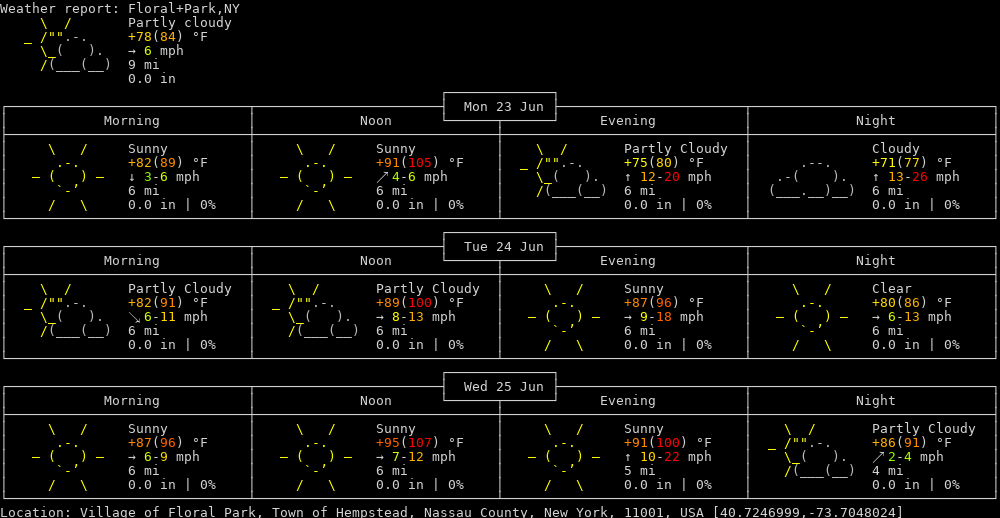 Weather report: Floral+Park,NY
Partly cloudy
+78(84) °F
→ 6 mph
9 mi
0.0 in
Mon 23 Jun
Morning Noon Evening Night
Sunny Sunny Partly Cloudy Cloudy
+82(89) °F +91(105) °F +75(80) °F +71(77) °F
↓ 3-6 mph ↗ 4-6 mph ↑ 12-20 mph ↑ 13-26 mph
6 mi 6 mi 6 mi 6 mi
0.0 in | 0% 0.0 in | 0% 0.0 in | 0% 0.0 in | 0%
Tue 24 Jun
Morning Noon Evening Night
Partly Cloudy Partly Cloudy Sunny Clear
+82(91) °F +89(100) °F +87(96) °F +80(86) °F
↘ 6-11 mph → 8-13 mph → 9-18 mph → 6-13 mph
6 mi 6 mi 6 mi 6 mi
0.0 in | 0% 0.0 in | 0% 0.0 in | 0% 0.0 in | 0%
Wed 25 Jun
Morning Noon Evening Night
Sunny Sunny Sunny Partly Cloudy
+87(96) °F +95(107) °F +91(100) °F +86(91) °F
→ 6-9 mph → 7-12 mph ↑ 10-22 mph ↗ 2-4 mph
6 mi 6 mi 5 mi 4 mi
0.0 in | 0% 0.0 in | 0% 0.0 in | 0% 0.0 in | 0%
Location: Village of Floral Park, Town of Hempstead, Nassau County, New York, 11001, USA [40.7246999,-73.7048024]